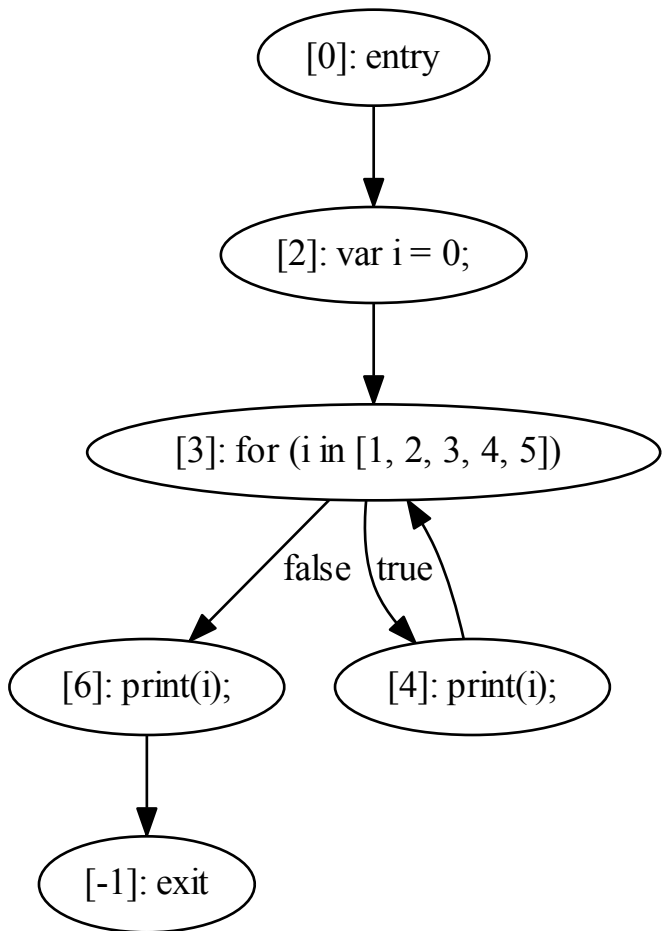 [0]: entry
[2]: var i = 0;
[3]: for (i in [1, 2, 3, 4, 5])
false
true
[6]: print(i);
[4]: print(i);
[-1]: exit